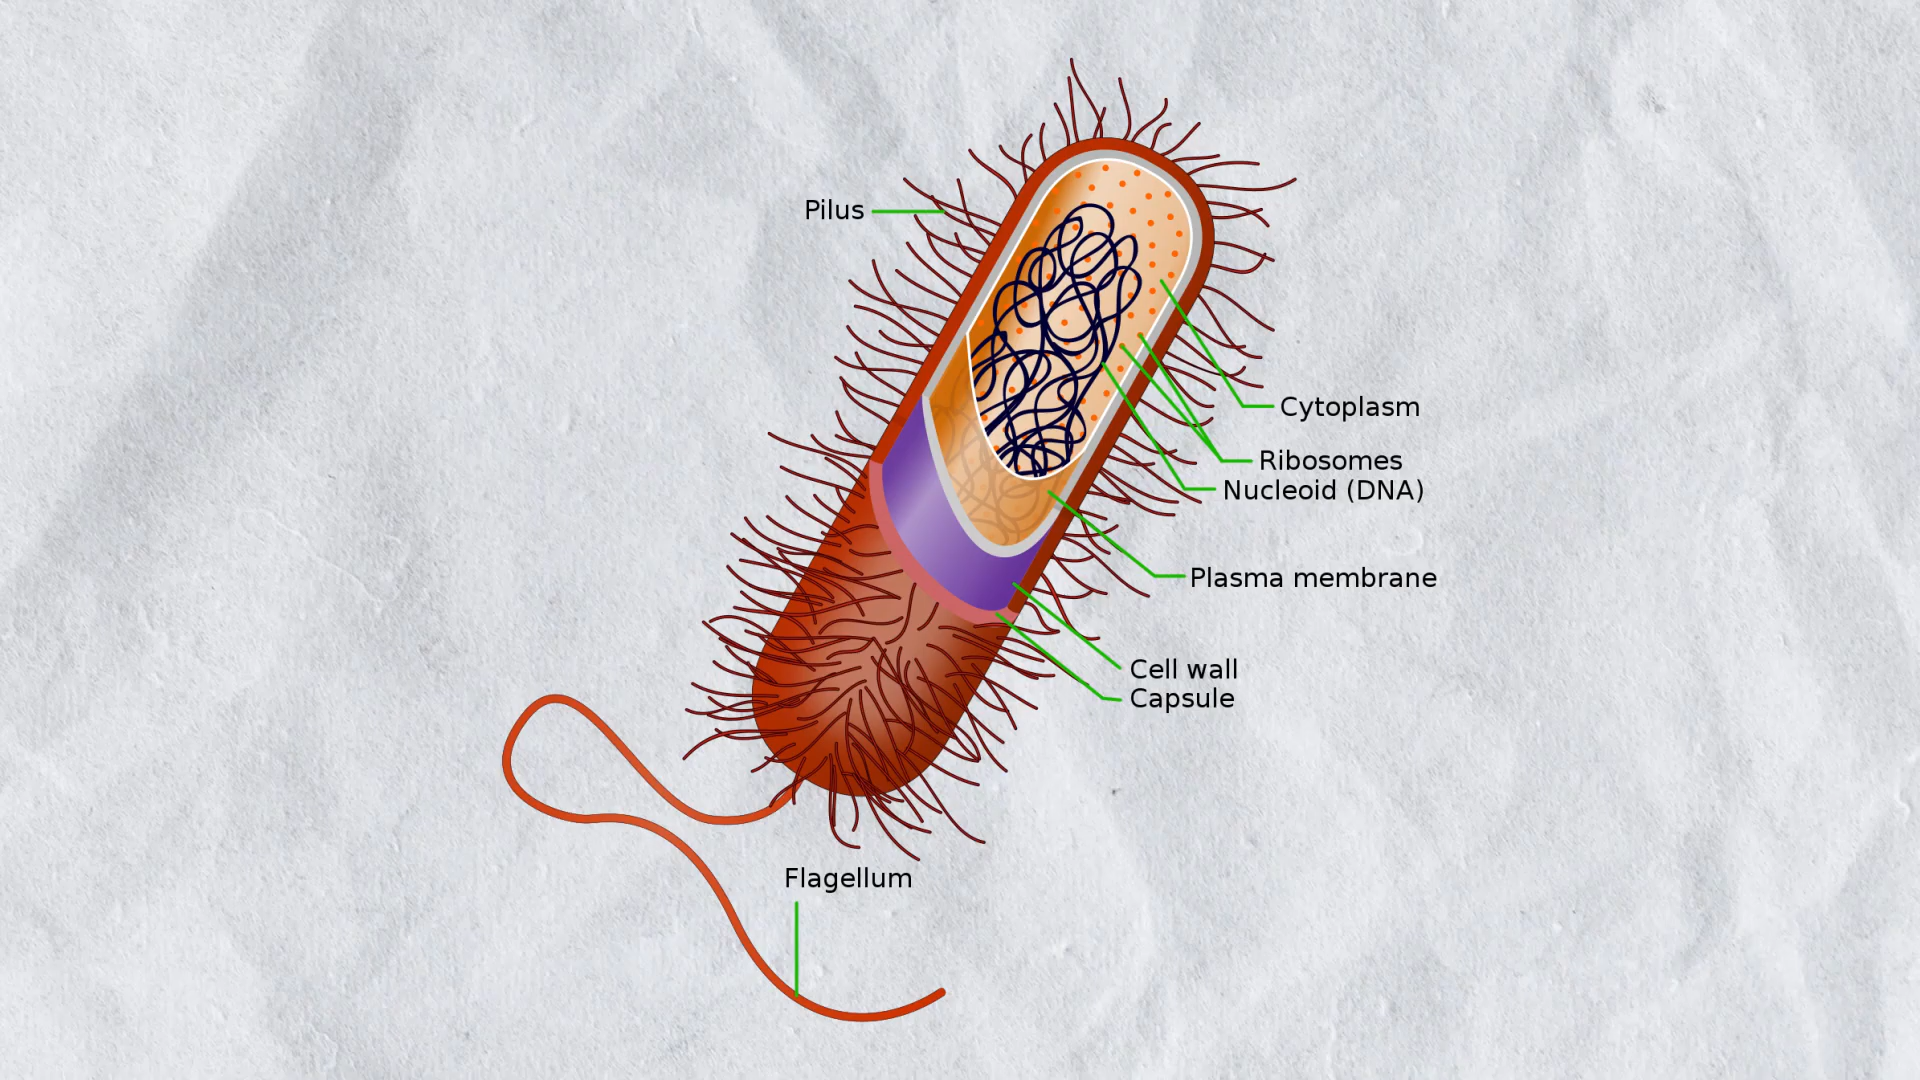 Pilus
Cytoplasm
Ribosomes
Nucleoid (DNA)
Plasma membrane
Cell wall
Capsule
Flagellum